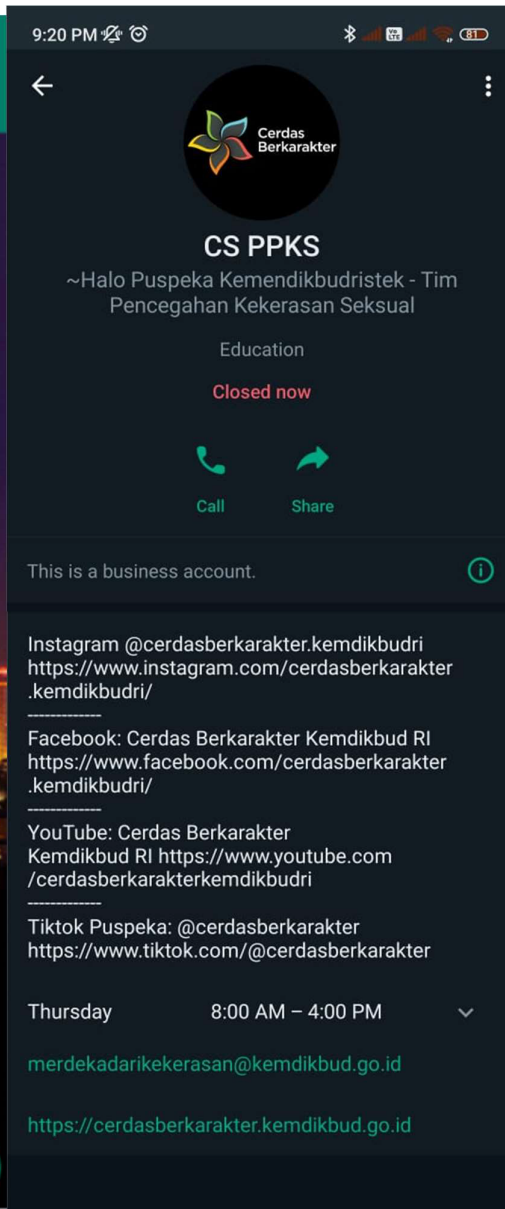 9:20 PM
Vo LTE
81
Cerdas
Berkarakter
CS PPKS
~Halo Puspeka Kemendikbudristek - Tim
Pencegahan Kekerasan Seksual
Education
Closed now
Call
Share
This is a business account.
Instagram @cerdasberkarakter.kemdikbudri
https://www.instagram.com/cerdasberkarakter
.kemdikbudri/
-------------
Facebook: Cerdas Berkarakter Kemdikbud RI
https://www.facebook.com/cerdasberkarakter
.kemdikbudri/
-------------
YouTube: Cerdas Berkarakter
Kemdikbud RI https://www.youtube.com
/cerdasberkarakterkemdikbudri
-------------
Tiktok Puspeka: @cerdasberkarakter
https://www.tiktok.com/@cerdasberkarakter
Thursday 8:00 AM – 4:00 PM
merdekadarikekerasan@kemdikbud.go.id
https://cerdasberkarakter.kemdikbud.go.id